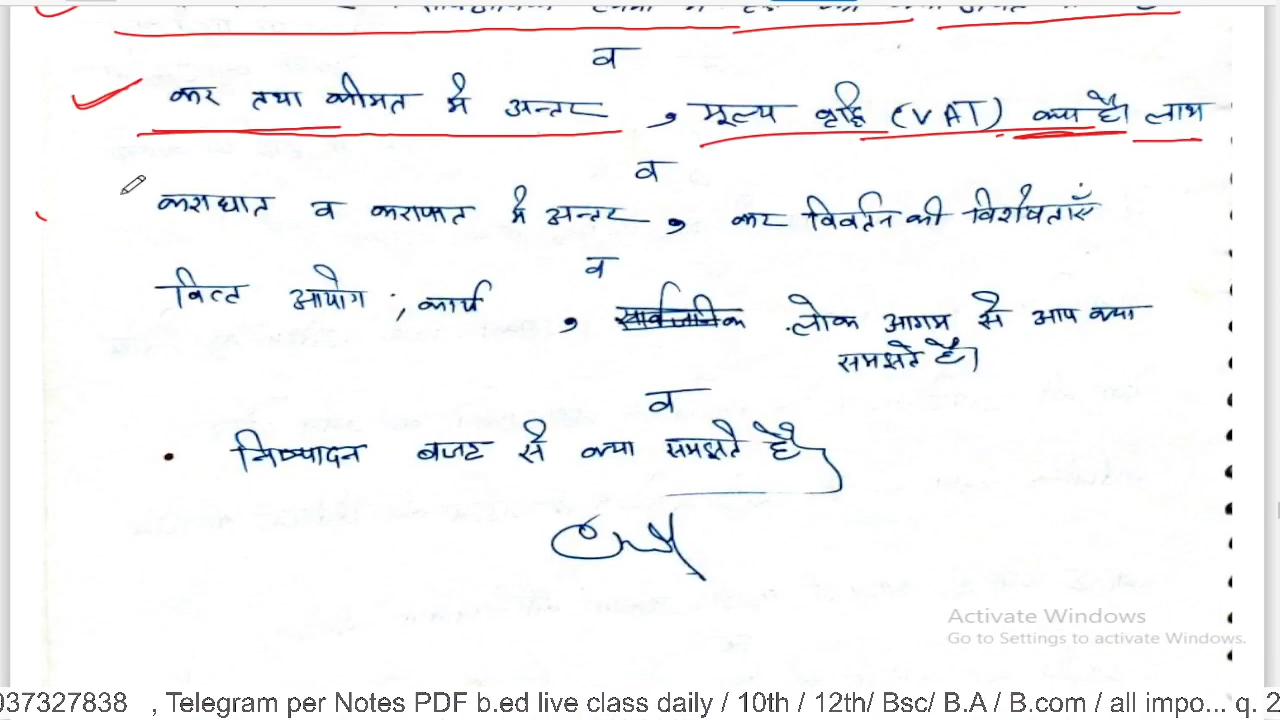 व
कर तथा कीमत में अन्तर , मूल्य वृद्धि (VAT) क्या है। लाभ
व
कराघात व करापात में अन्तर , कर विवर्तन की विशेषताएँ
व
वित्त आयोग ; कार्य , सार्वजनिक लोक आगम से आप क्या
समझते है।
व
निष्पादन बजट से क्या समझते है?
Activate Windows
Go to Settings to activate Windows.
037327838 , Telegram per Notes PDF b.ed live class daily / 10th / 12th/ Bsc/ B.A / B.com / all impo... q. 2